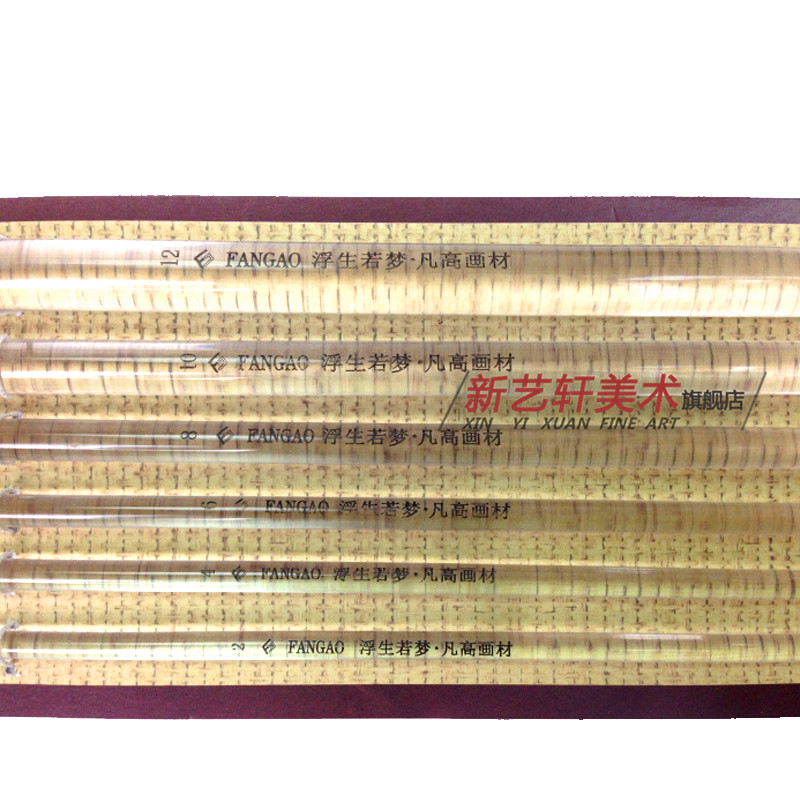 12 FANGAO 浮生若梦·凡高画材
10 FANGAO 浮生若梦·凡高画材
新艺轩美术旗舰店
XIN YI XUAN FINE ART
8 FANGAO 浮生若梦·凡高画材
6 FANGAO 浮生若梦·凡高画材
4 FANGAO 浮生若梦·凡高画材
2 FANGAO 浮生若梦·凡高画材